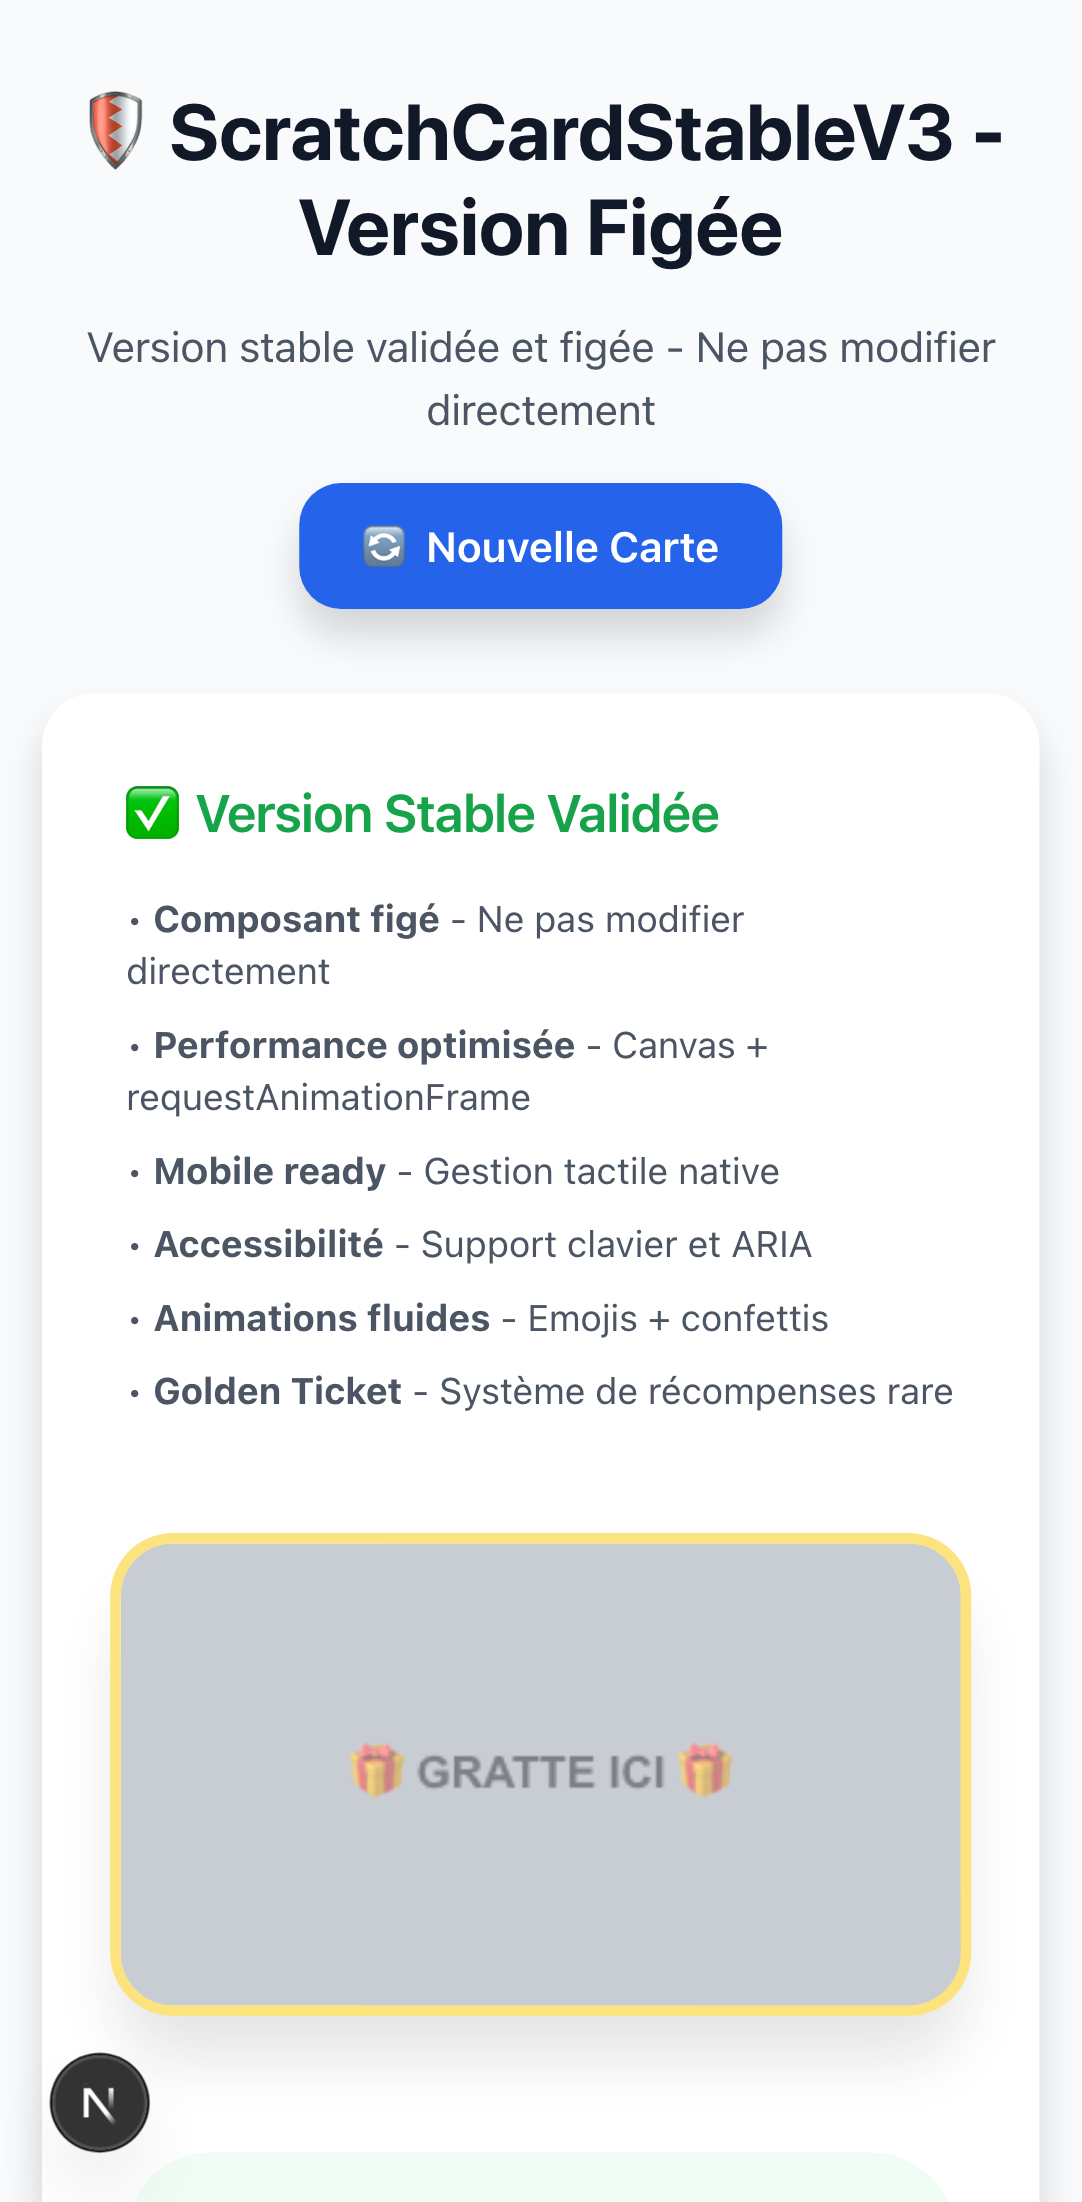 🛡️ ScratchCardStableV3 -
Version Figée
Version stable validée et figée - Ne pas modifier
directement
🔄 Nouvelle Carte
✅ Version Stable Validée
• Composant figé - Ne pas modifier
directement
• Performance optimisée - Canvas +
requestAnimationFrame
• Mobile ready - Gestion tactile native
• Accessibilité - Support clavier et ARIA
• Animations fluides - Emojis + confettis
• Golden Ticket - Système de récompenses rare
🎁 GRATTE ICI 🎁
N